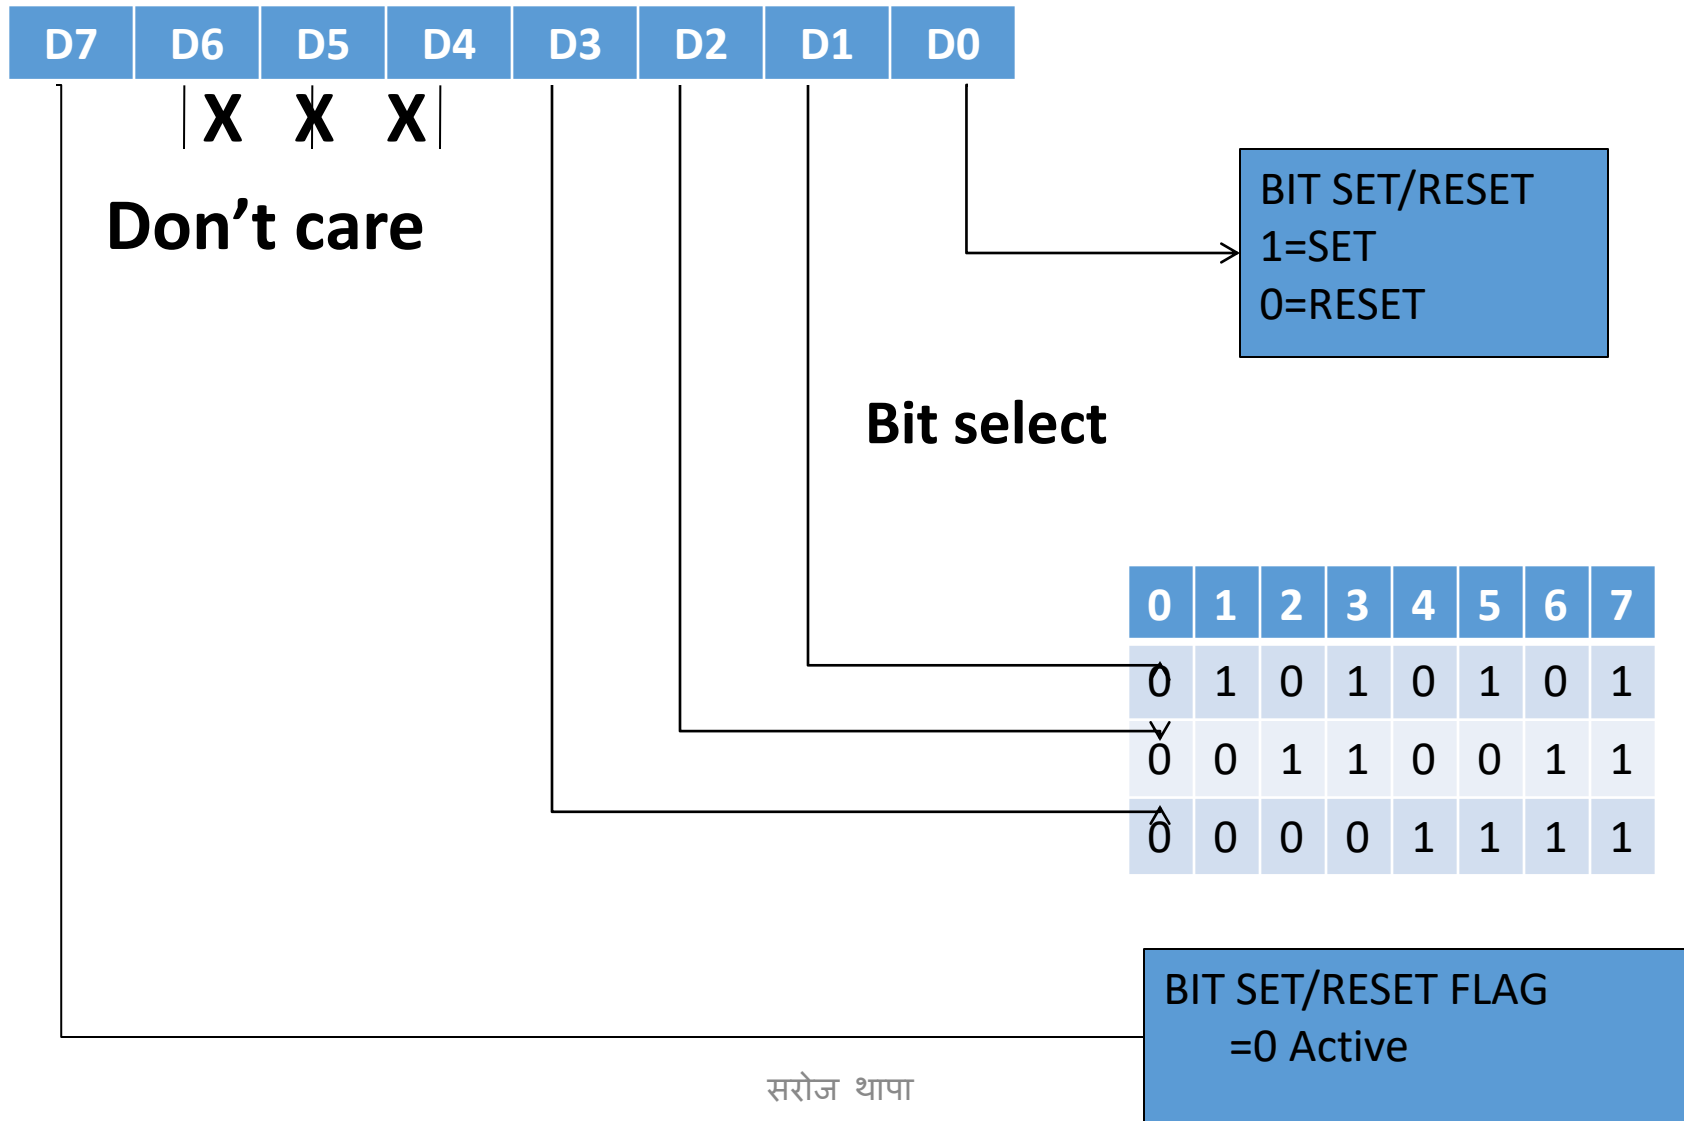 D7 D6 D5 D4 D3 D2 D1 D0
X X X
Don’t care
BIT SET/RESET
1=SET
0=RESET
Bit select
0 1 2 3 4 5 6 7
0 1 0 1 0 1 0 1
0 0 1 1 0 0 1 1
0 0 0 0 1 1 1 1
BIT SET/RESET FLAG
=0 Active
सरोज थापा